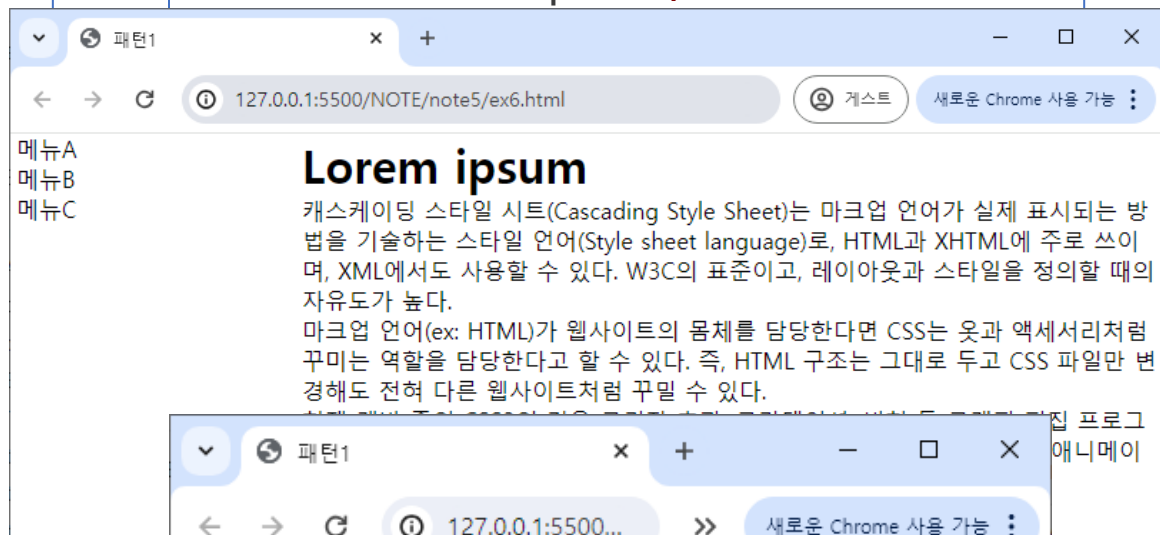 패턴1
127.0.0.1:5500/NOTE/note5/ex6.html
게스트
새로운 Chrome 사용 가능
메뉴A
메뉴B
메뉴C
Lorem ipsum
캐스케이딩 스타일 시트(Cascading Style Sheet)는 마크업 언어가 실제 표시되는 방
법을 기술하는 스타일 언어(Style sheet language)로, HTML과 XHTML에 주로 쓰이
며, XML에서도 사용할 수 있다. W3C의 표준이고, 레이아웃과 스타일을 정의할 때의
자유도가 높다.
마크업 언어(ex: HTML)가 웹사이트의 몸체를 담당한다면 CSS는 옷과 액세서리처럼
꾸미는 역할을 담당한다고 할 수 있다. 즉, HTML 구조는 그대로 두고 CSS 파일만 변
경해도 전혀 다른 웹사이트처럼 꾸밀 수 있다.
프로그
애니메이
패턴1
127.0.0.1:5500...
새로운 Chrome 사용 가능